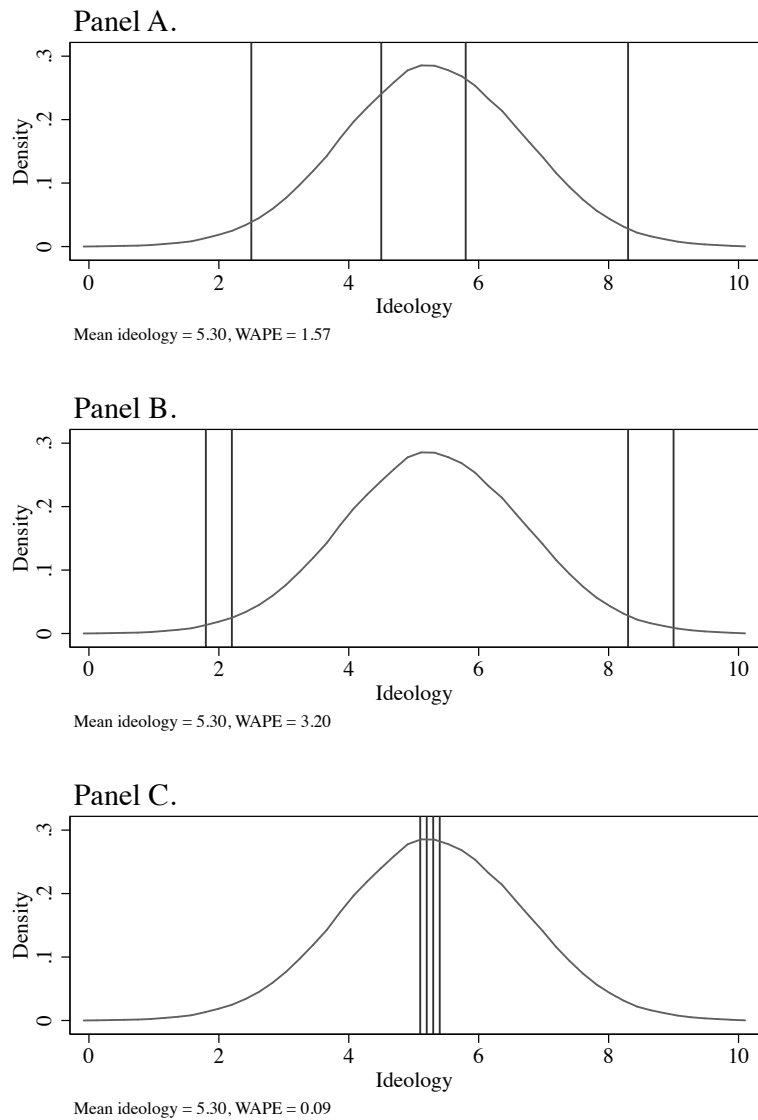 Panel A.
.3
.2
.1
0
Density
0 2 4 6 8 10
Ideology
Mean ideology = 5.30, WAPE = 1.57
Panel B.
.3
.2
.1
0
Density
0 2 4 6 8 10
Ideology
Mean ideology = 5.30, WAPE = 3.20
Panel C.
.3
.2
.1
0
Density
0 2 4 6 8 10
Ideology
Mean ideology = 5.30, WAPE = 0.09